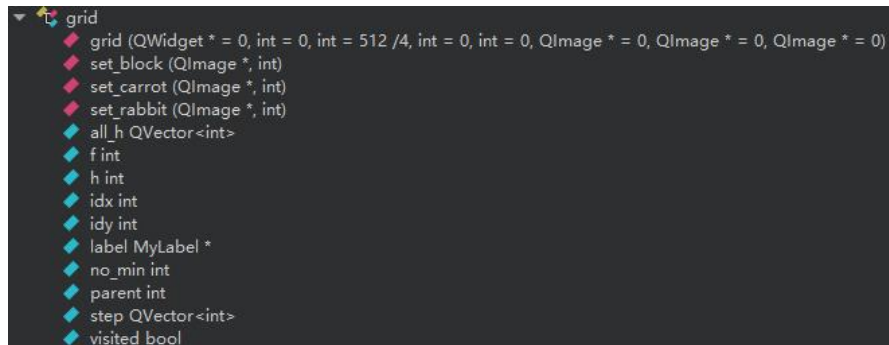 grid
grid (QWidget * = 0, int = 0, int = 512 /4, int = 0, int = 0, QImage * = 0, QImage * = 0, QImage * = 0)
set_block (QImage *, int)
set_carrot (QImage *, int)
set_rabbit (QImage *, int)
all_h QVector<int>
f int
h int
idx int
idy int
label MyLabel *
no_min int
parent int
step QVector<int>
visited bool